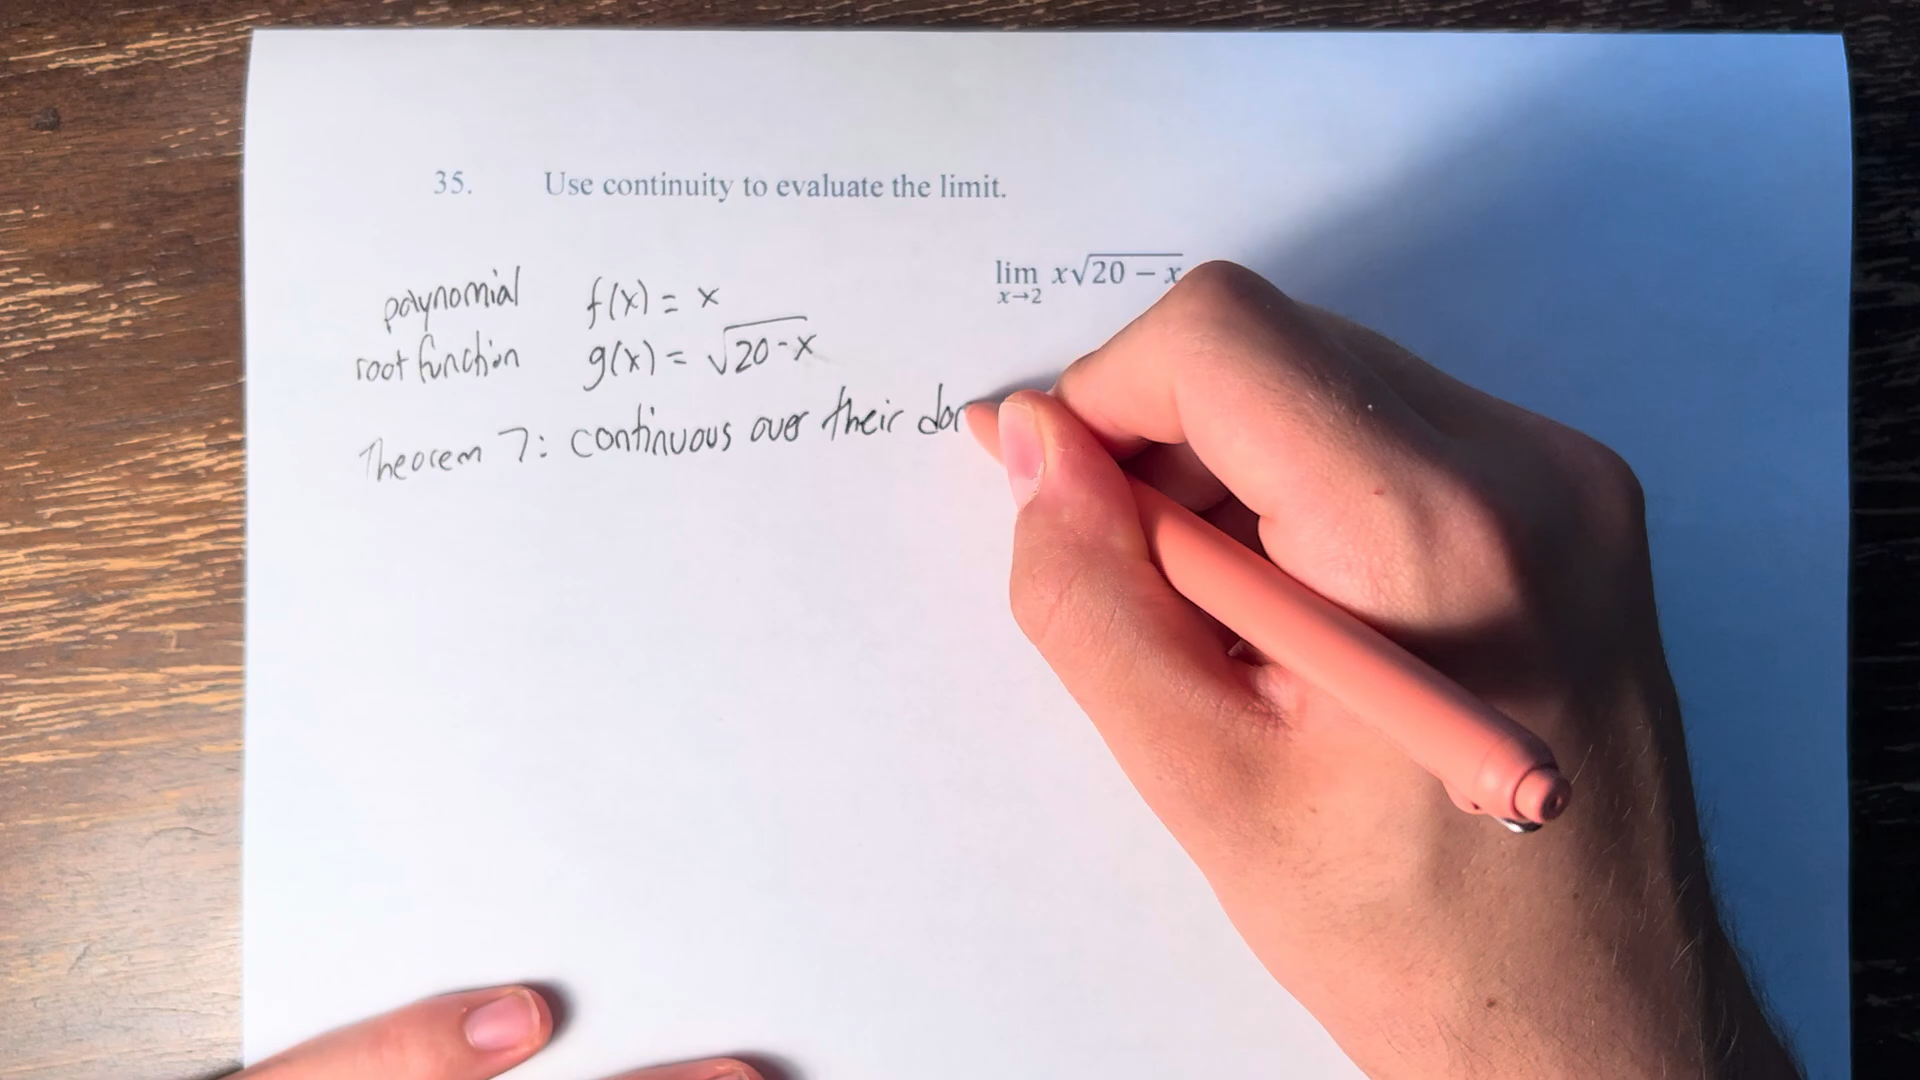 35. Use continuity to evaluate the limit.
lim x→2 x√20 − x
polynomial f(x) = x
root function g(x) = √20-x
Theorem 7: continuous over their do